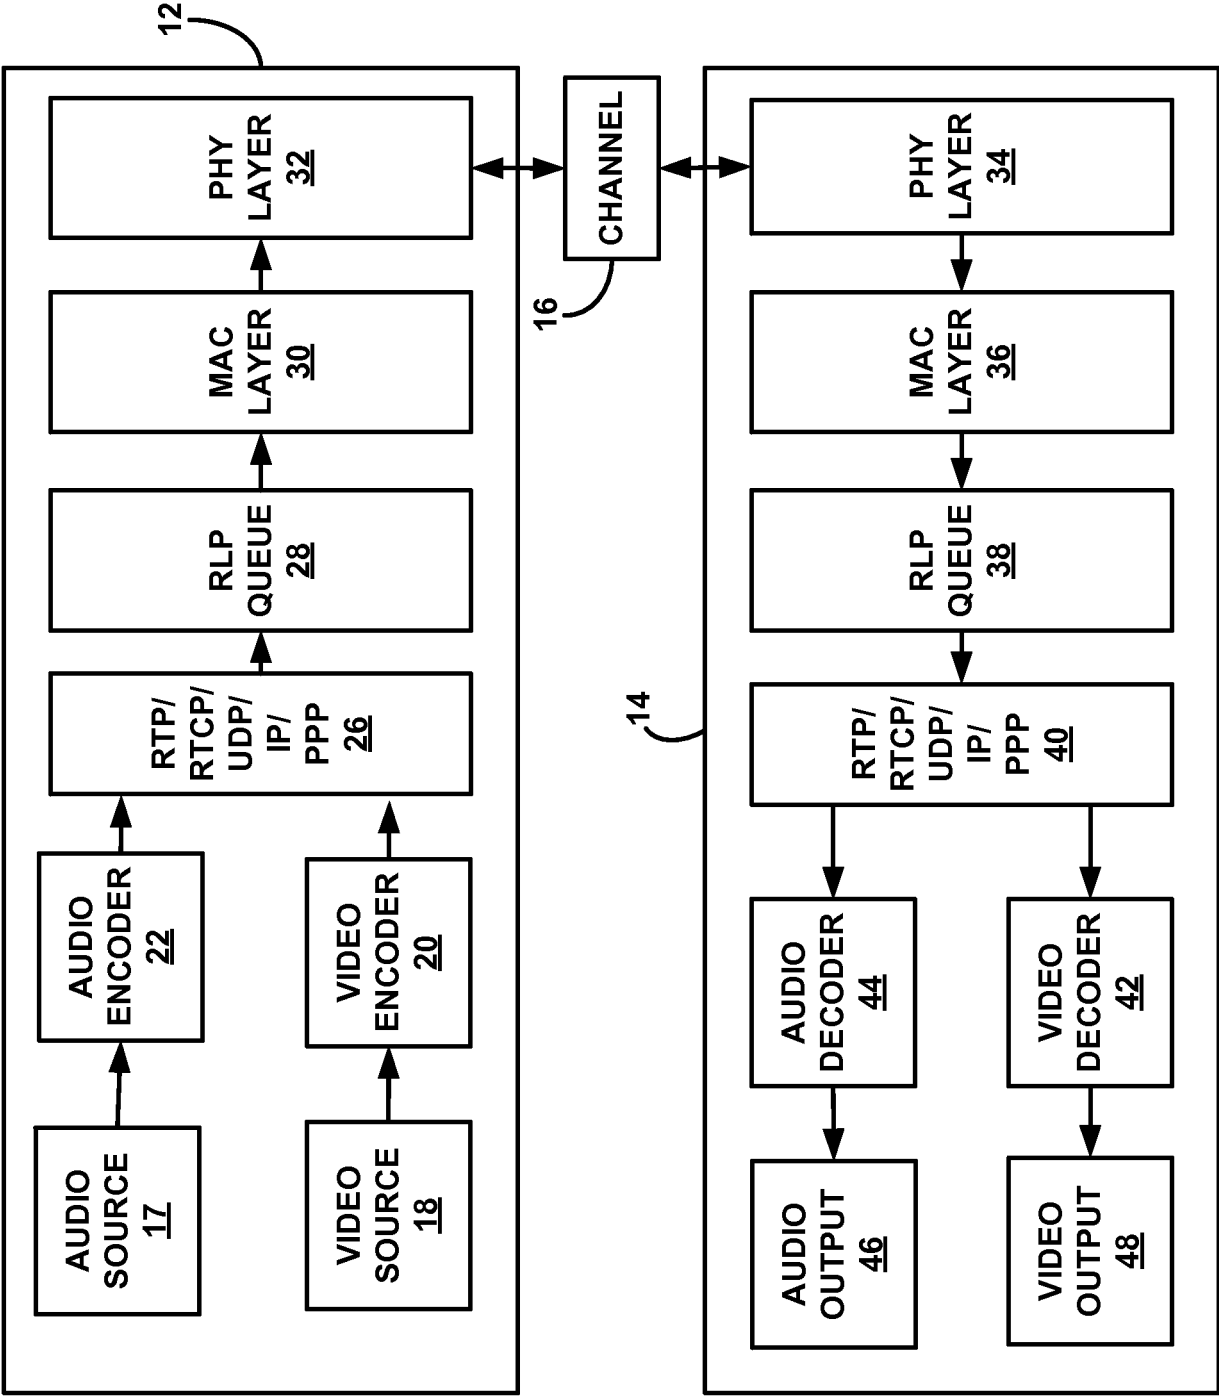 12
AUDIO
SOURCE
17
AUDIO
ENCODER
22
VIDEO
SOURCE
18
VIDEO
ENCODER
20
RTP/
RTCP/
UDP/
IP/
PPP
26
RLP
QUEUE
28
MAC
LAYER
30
PHY
LAYER
32
16
CHANNEL
14
AUDIO
OUTPUT
46
AUDIO
DECODER
44
VIDEO
OUTPUT
48
VIDEO
DECODER
42
RTP/
RTCP/
UDP/
IP/
PPP
40
RLP
QUEUE
38
MAC
LAYER
36
PHY
LAYER
34